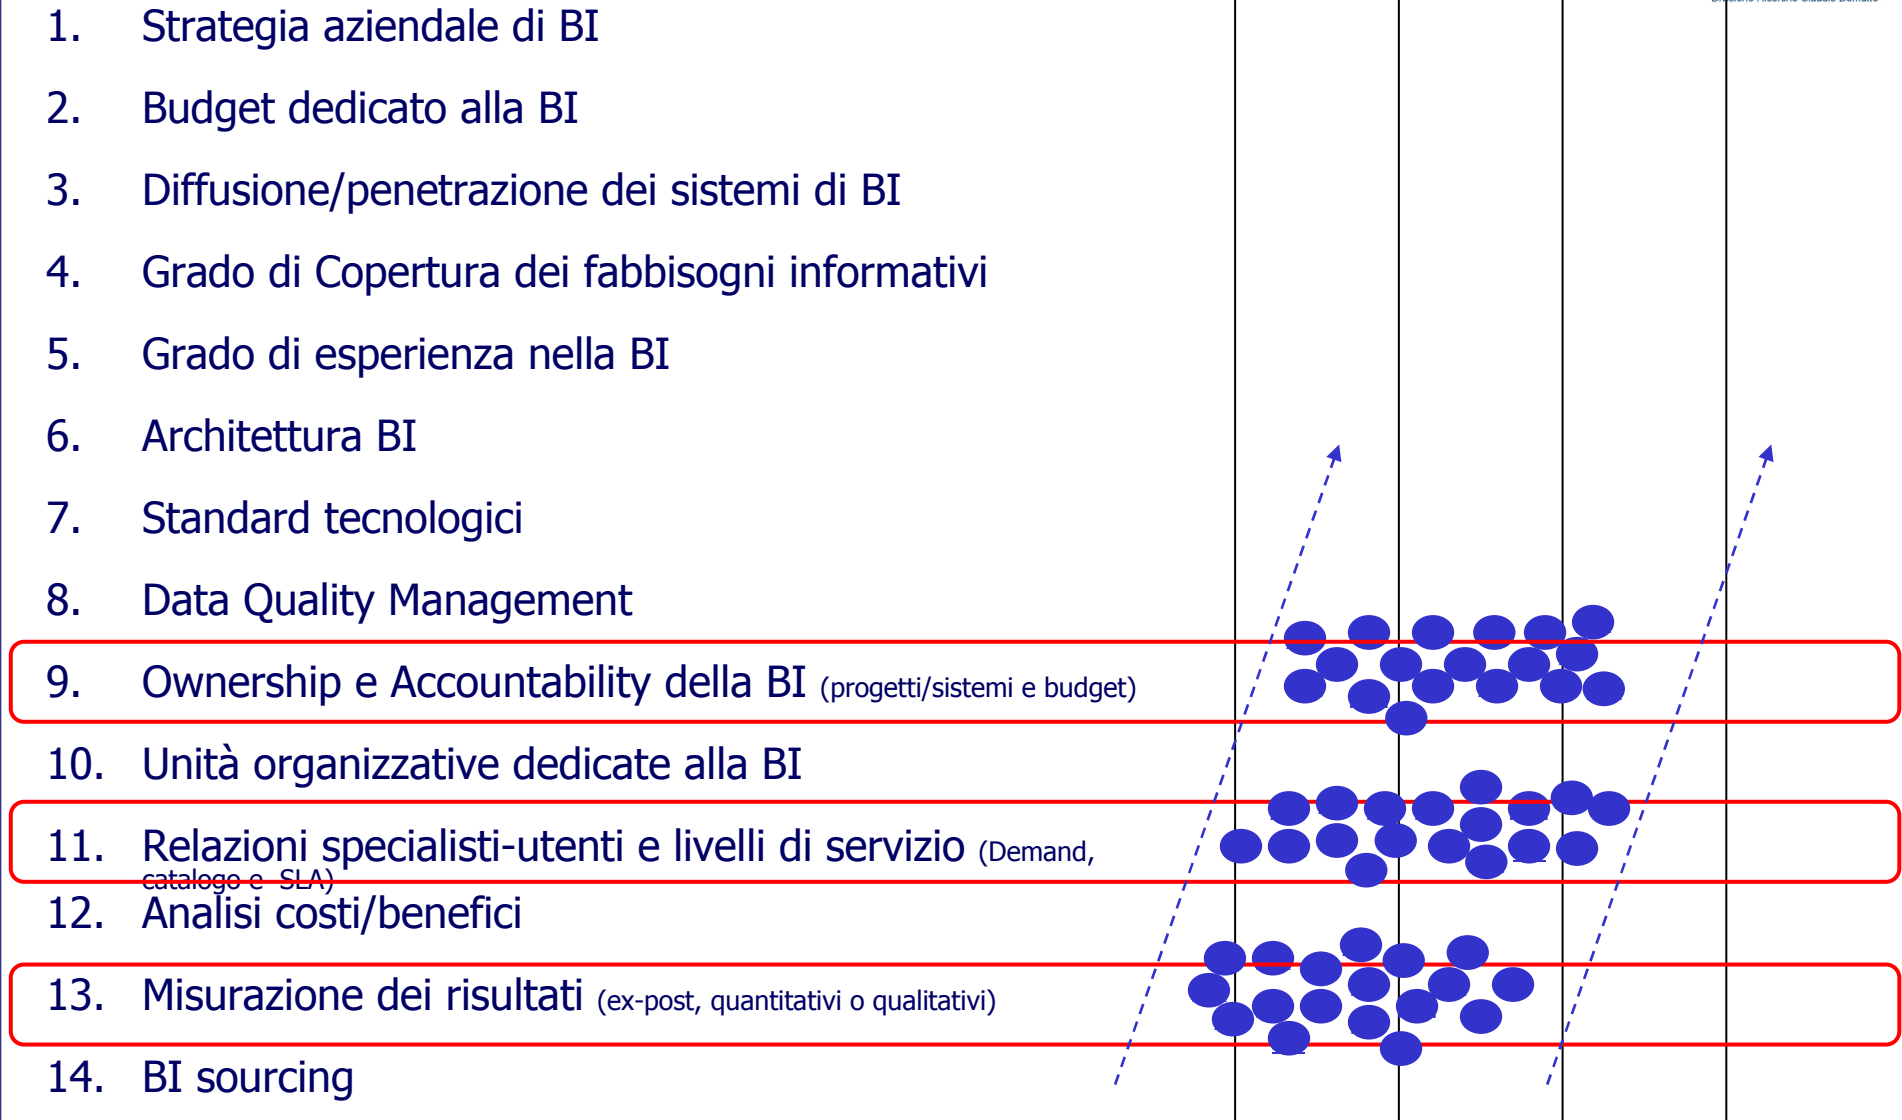 1. Strategia aziendale di BI
2. Budget dedicato alla BI
3. Diffusione/penetrazione dei sistemi di BI
4. Grado di Copertura dei fabbisogni informativi
5. Grado di esperienza nella BI
6. Architettura BI
7. Standard tecnologici
8. Data Quality Management
9. Ownership e Accountability della BI (progetti/sistemi e budget)
10. Unità organizzative dedicate alla BI
11. Relazioni specialisti-utenti e livelli di servizio (Demand,
catalogo e SLA)
12. Analisi costi/benefici
13. Misurazione dei risultati (ex-post, quantitativi o qualitativi)
14. BI sourcing